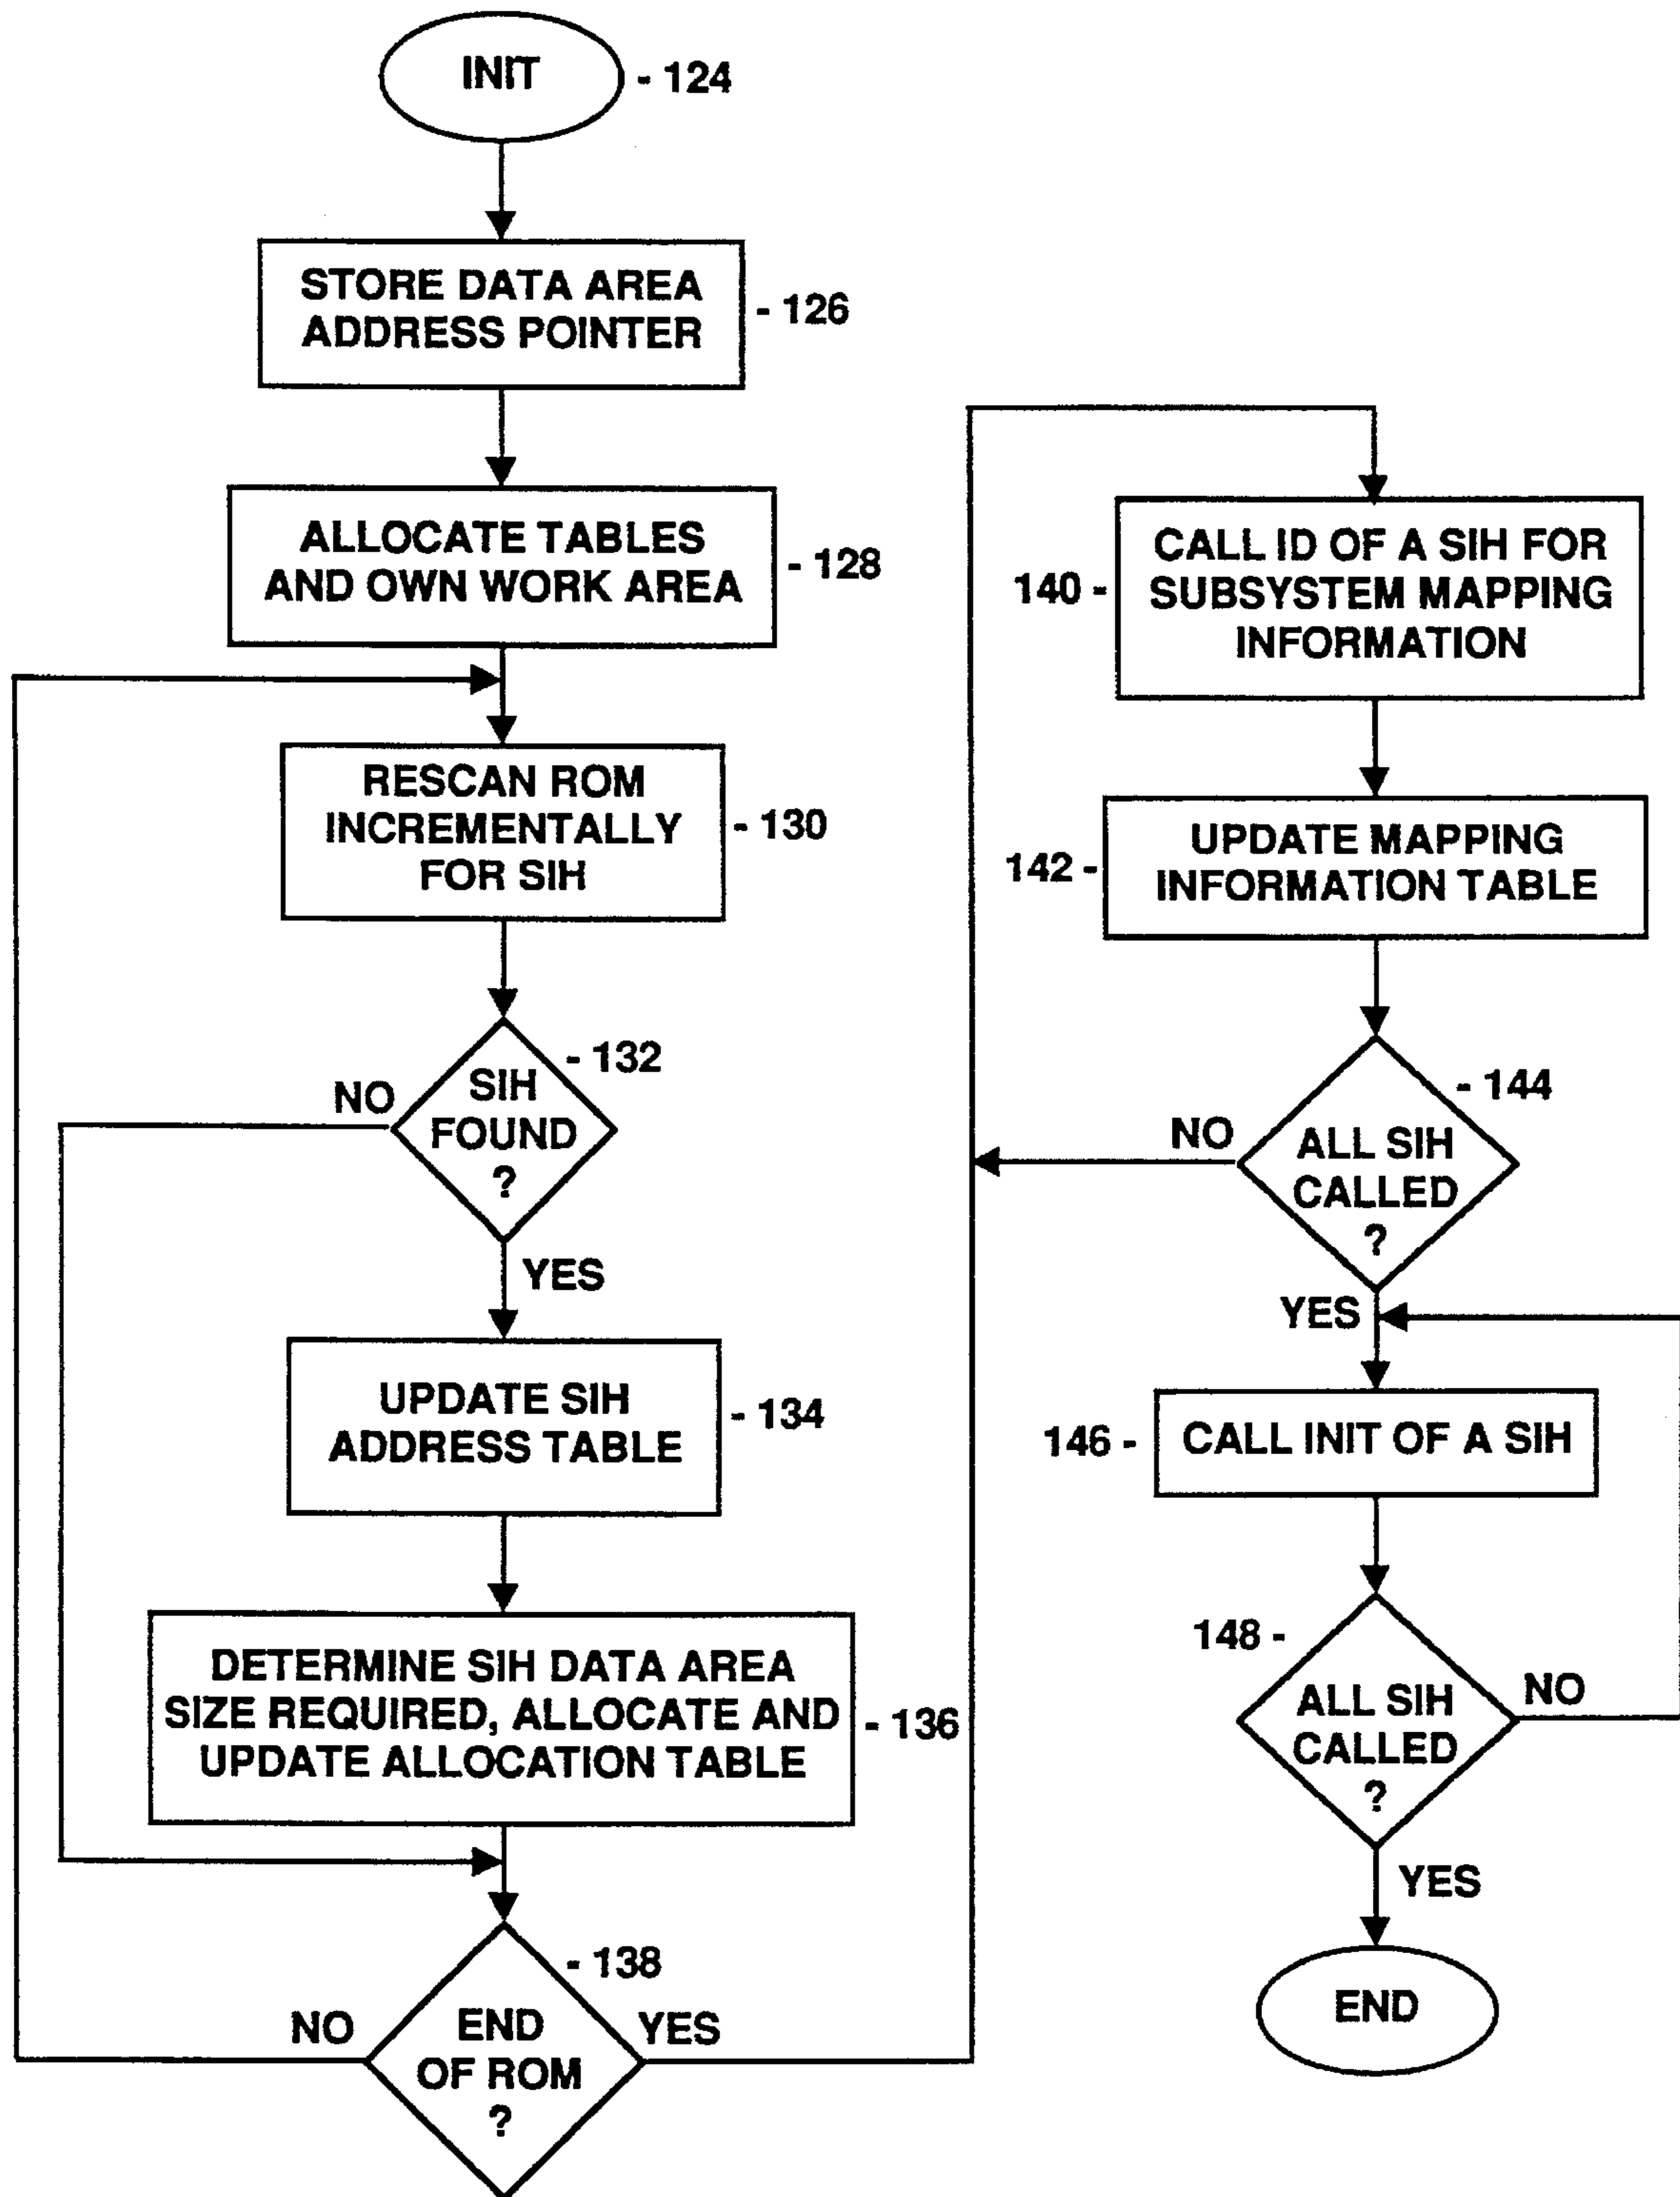 INIT
- 124
STORE DATA AREA
ADDRESS POINTER
- 126
ALLOCATE TABLES
AND OWN WORK AREA
- 128
RESCAN ROM
INCREMENTALLY
FOR SIH
- 130
- 132
SIH
FOUND
?
NO
YES
UPDATE SIH
ADDRESS TABLE
- 134
DETERMINE SIH DATA AREA
SIZE REQUIRED, ALLOCATE AND
UPDATE ALLOCATION TABLE
- 136
- 138
END
OF ROM
?
NO
YES
140 -
CALL ID OF A SIH FOR
SUBSYSTEM MAPPING
INFORMATION
142 -
UPDATE MAPPING
INFORMATION TABLE
- 144
ALL SIH
CALLED
?
NO
YES
146 -
CALL INIT OF A SIH
148 -
ALL SIH
CALLED
?
NO
YES
END